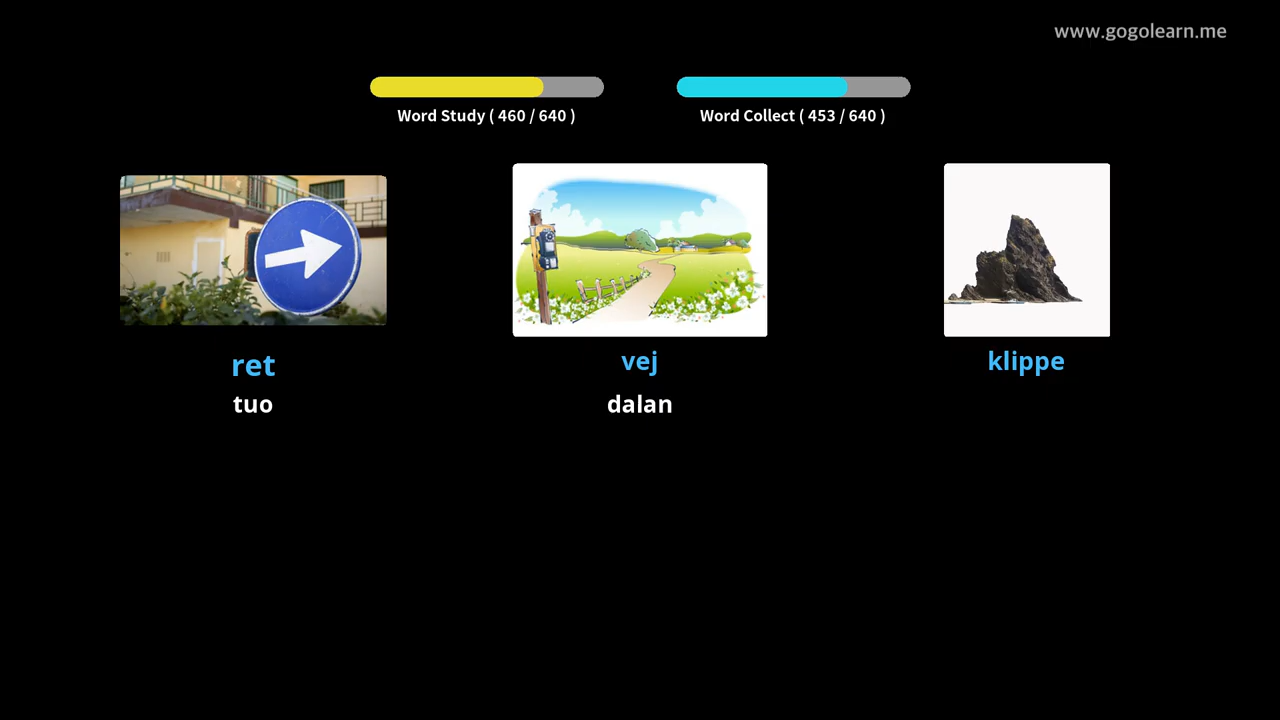 www.gogolearn.me
Word Study ( 460 / 640 )
Word Collect ( 453 / 640 )
ret
vej
klippe
tuo
dalan